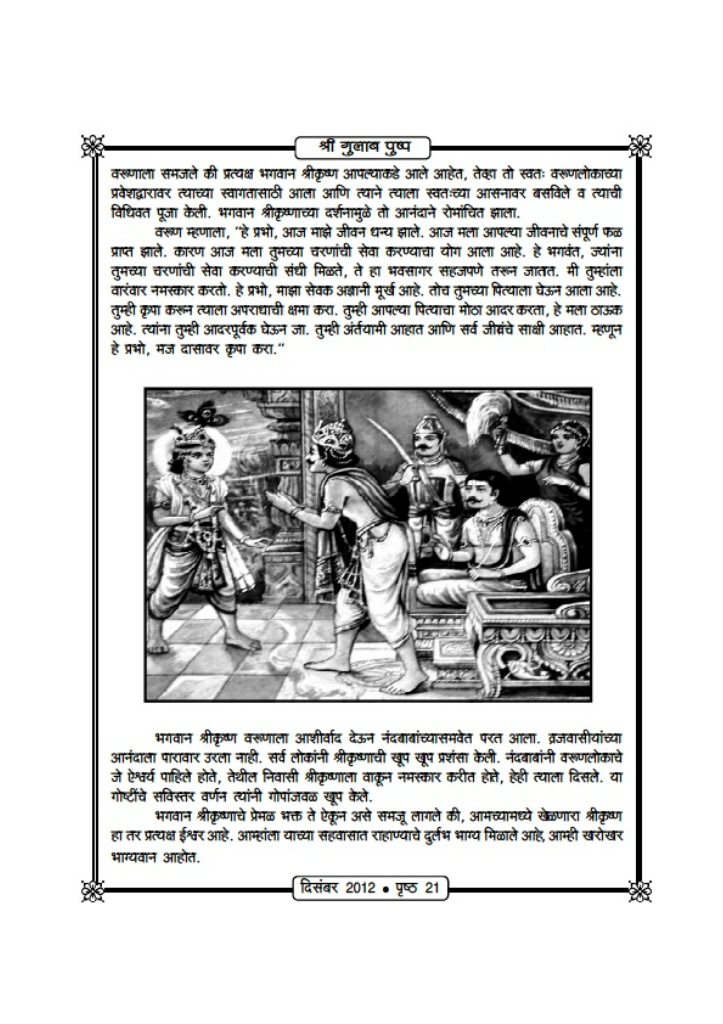 श्री गुलाब पुष्प
वरूणाला समजले की प्रत्यक्ष भगवान श्रीकृष्ण आपल्याकडे आले आहेत, तेव्हा तो स्वतः वरूणलोकाच्या
प्रवेशद्वारावर त्याच्या स्वागतासाठी आला आणि त्याने त्याला स्वतःच्या आसनावर बसविले व त्याची
विधिवत पूजा केली. भगवान श्रीकृष्णाच्या दर्शनामुळे तो आनंदाने रोमांचित झाला.
वरूण म्हणाला, “हे प्रभो, आज माझे जीवन धन्य झाले. आज मला आपल्या जीवनाचे संपूर्ण फळ
प्राप्त झाले. कारण आज मला तुमच्या चरणांची सेवा करण्याचा योग आला आहे. हे भगवंत, ज्यांना
तुमच्या चरणांची सेवा करण्याची संधी मिळते, ते हा भवसागर सहजपणे तरून जातात. मी तुम्हांला
वारंवार नमस्कार करतो. हे प्रभो, माझा सेवक अज्ञानी मूर्ख आहे. तोच तुमच्या पित्याला घेऊन आला आहे.
तुम्ही कृपा करून त्याला अपराधाची क्षमा करा. तुम्ही आपल्या पित्याचा मोठा आदर करता, हे मला ठाऊक
आहे. त्यांना तुम्ही आदरपूर्वक घेऊन जा. तुम्ही अंर्तयामी आहात आणि सर्व जीवांचे साक्षी आहात. म्हणून
हे प्रभो, मज दासावर कृपा करा.”
भगवान श्रीकृष्ण वरूणाला आशीर्वाद देऊन नंदबाबांच्यासमवेत परत आला. व्रजवासीयांच्या
आनंदाला पारावार उरला नाही. सर्व लोकांनी श्रीकृष्णाची खूप खूप प्रशंसा केली. नंदबाबांनी वरूणलोकाचे
जे ऐश्वर्य पाहिले होते, तेथील निवासी श्रीकृष्णाला वाकून नमस्कार करीत होते, हेही त्याला दिसले. या
गोष्टींचे सविस्तर वर्णन त्यांनी गोपांजवळ खूप केले.
भगवान श्रीकृष्णाचे प्रेमळ भक्त ते ऐकून असे समजू लागले की, आमच्यामध्ये खेळणारा श्रीकृष्ण
हा तर प्रत्यक्ष ईश्वर आहे. आम्हांला याच्या सहवासात राहाण्याचे दुर्लभ भाग्य मिळाले आहे, आम्ही खरोखर
भाग्यवान आहोत.
दिसंबर 2012 ● पृष्ठ 21